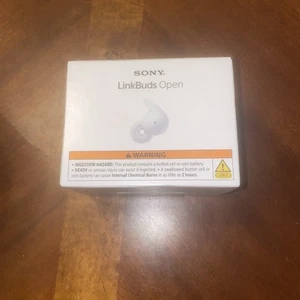 SONY
LinkBuds Open
WARNING
• INGESTION HAZARD: This product contains a button cell or coin battery.
• DEATH or serious injury can occur if ingested. • A swallowed button cell or
coin battery can cause Internal Chemical Burns in as little as 2 hours.